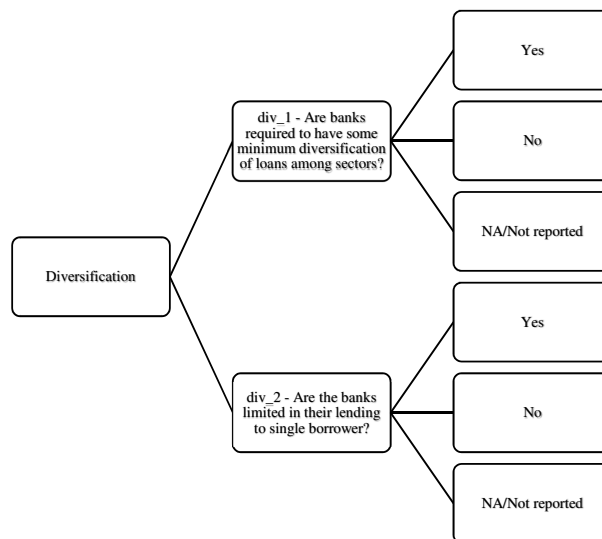 Diversification
div_1 - Are banks
required to have some
minimum diversification
of loans among sectors?
Yes
No
NA/Not reported
div_2 - Are the banks
limited in their lending
to single borrower?
Yes
No
NA/Not reported